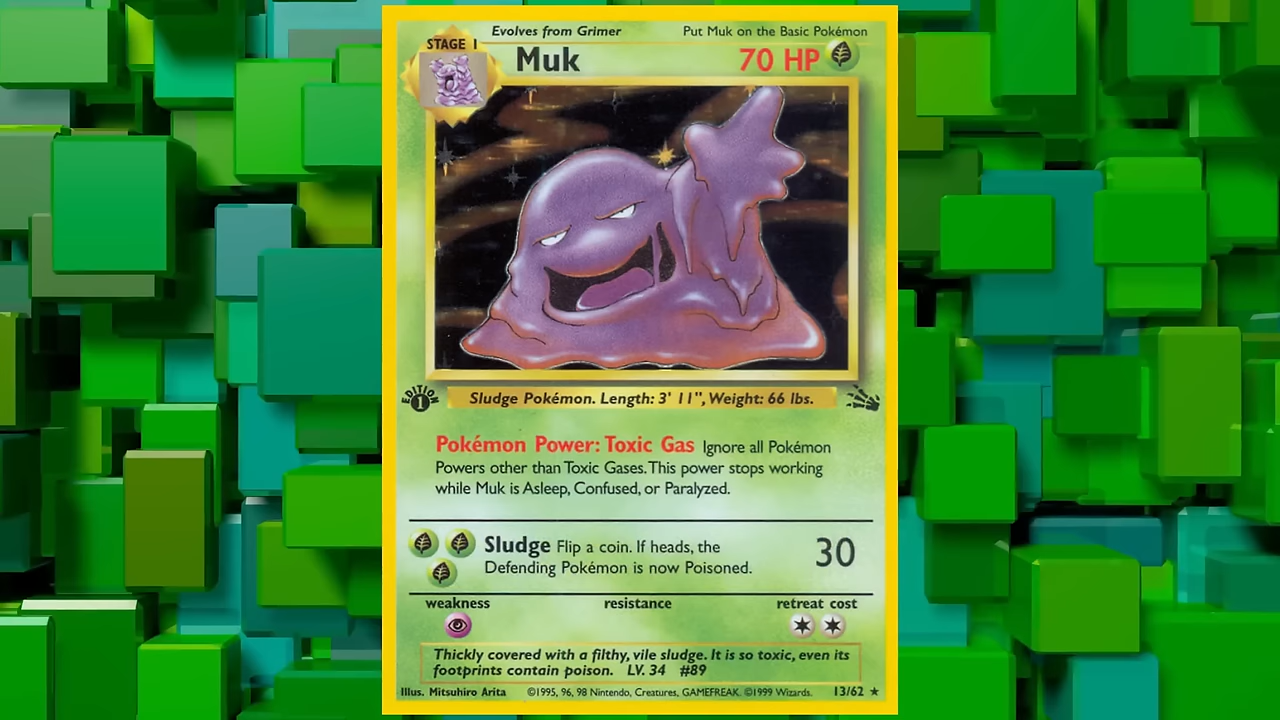 Evolves from Grimer Put Muk on the Basic Pokémon
STAGE 1
Muk 70 HP
EDITION 1
Sludge Pokémon. Length: 3' 11", Weight: 66 lbs.
Pokémon Power: Toxic Gas Ignore all Pokémon
Powers other than Toxic Gases. This power stops working
while Muk is Asleep, Confused, or Paralyzed.
Sludge Flip a coin. If heads, the
Defending Pokémon is now Poisoned.
30
weakness resistance retreat cost
Thickly covered with a filthy, vile sludge. It is so toxic, even its
footprints contain poison. LV. 34 #89
Illus. Mitsuhiro Arita ©1995, 96, 98 Nintendo, Creatures, GAMEFREAK. ©1999 Wizards. 13/62 ★